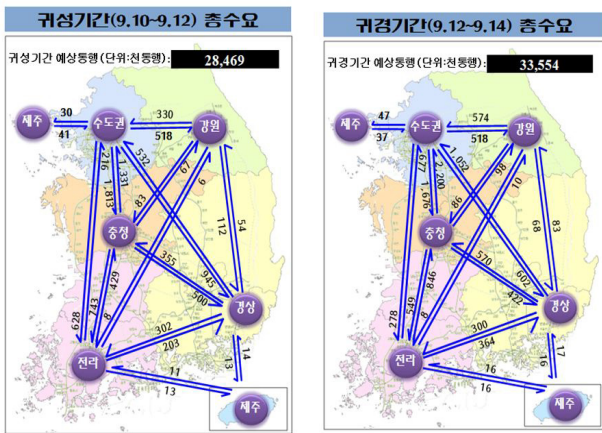 귀성기간(9.10~9.12) 총수요
귀성기간 예상통행(단위:천통행): 28,469
제주
30
41
수도권
330
518
강원
216
1,331
532
1,813
83
67
6
충청
112
54
355
500
945
429
743
8
628
경상
302
203
전라
11
13
14
13
제주
귀경기간(9.12~9.14) 총수요
귀경기간 예상통행(단위:천통행): 33,554
제주
47
37
수도권
574
518
강원
677
2,200
1,052
1,676
86
98
10
충청
68
83
570
422
602
846
549
8
278
경상
300
364
전라
16
16
17
16
제주